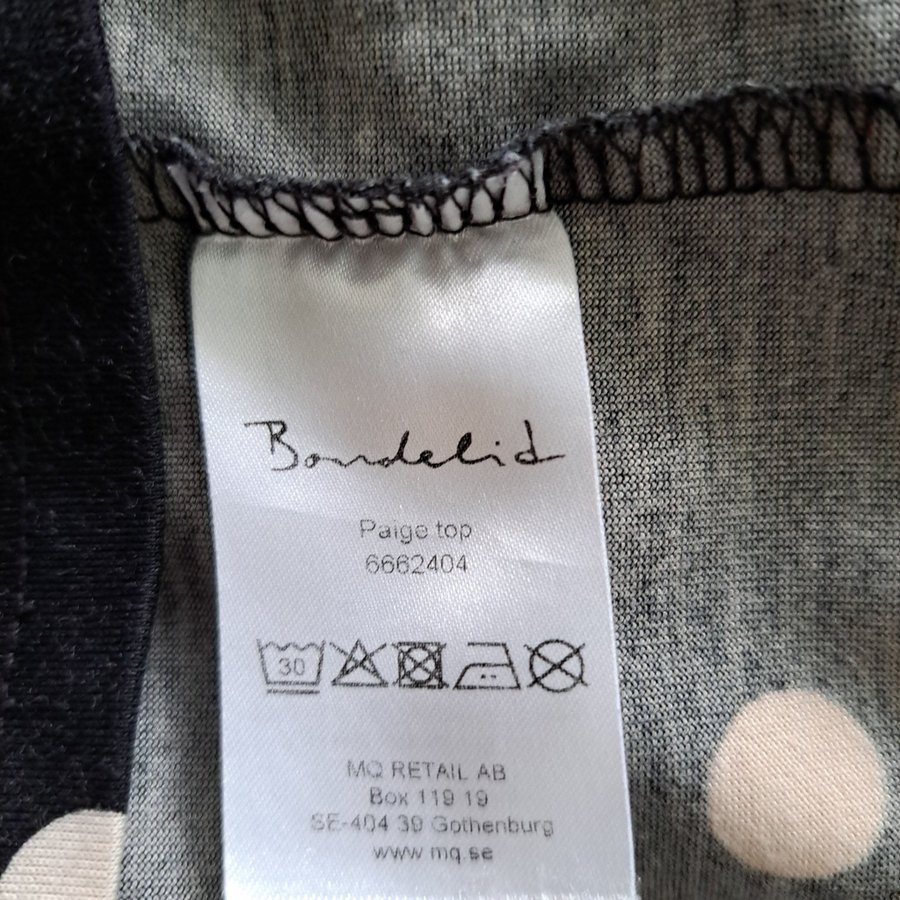 Bondelid
Paige top
6662404
30
MQ RETAIL AB
Box 119 19
SE-404 39 Gothenburg
www.mq.se